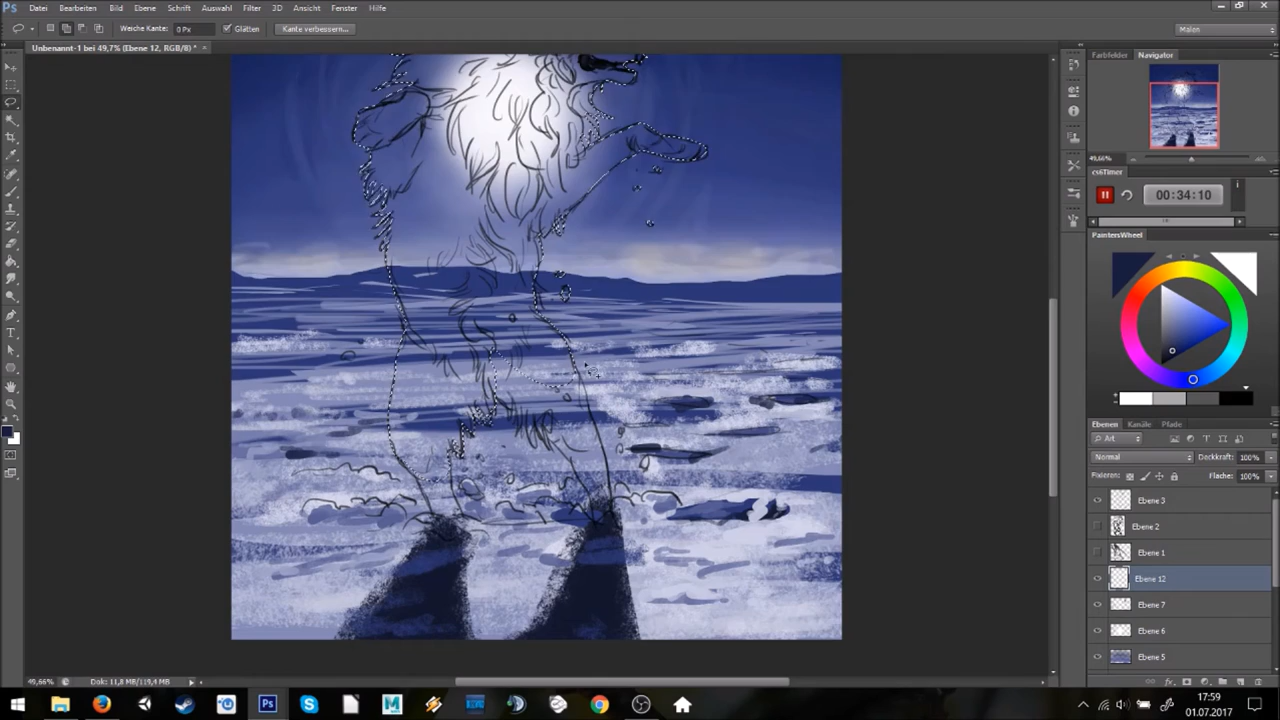 Ps Datei Bearbeiten Bild Ebene Schrift Auswahl Filter 3D Ansicht Fenster Hilfe
Weiche Kante: 0 Px Glätten Kante verbessern... Malen
Unbenannt-1 bei 49,7% (Ebene 12, RGB/8) * ×
Farbfelder Navigator
49,66%
cs6Timer
00:34:10
PaintersWheel
Ebenen Kanäle Pfade
Art
Normal Deckkraft: 100%
Fixieren: Fläche: 100%
Ebene 3
Ebene 2
Ebene 1
Ebene 12
Ebene 7
Ebene 6
Ebene 5
49,66% Dok: 11,8 MB/119,4 MB
fx
17:59
01.07.2017